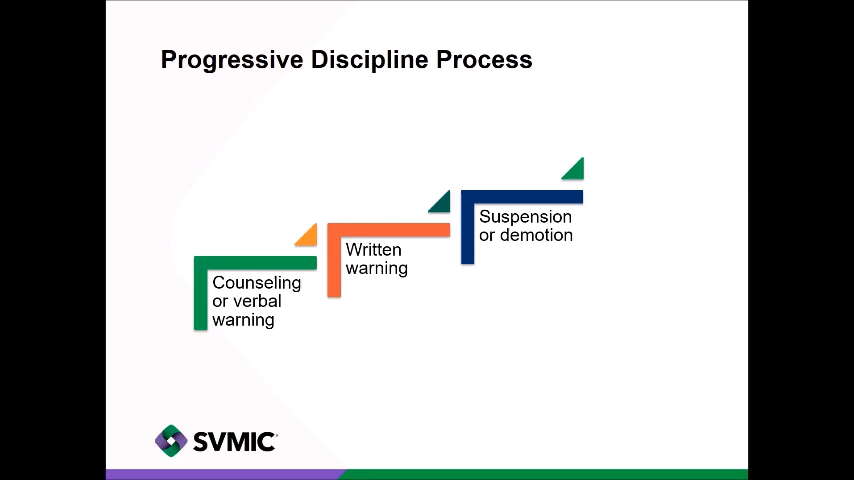 Progressive Discipline Process
Suspension
or demotion
Written
warning
Counseling
or verbal
warning
SVMIC